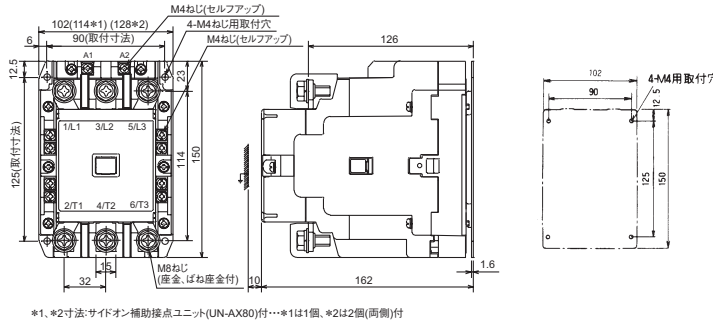 M4ねじ(セルフアップ)
102(114*1) (128*2)
4-M4ねじ用取付穴
6
90(取付寸法)
M4ねじ(セルフアップ)
A1
A2
12.5
23
1/L1 3/L2 5/L3
125(取付寸法)
114
150
2/T1 4/T2 6/T3
15
32
M8ねじ
(座金、ばね座金付)
126
10
162
1.6
102
4-M4用取付穴
90
12.5
125
150
*1、*2寸法:サイドオン補助接点ユニット(UN-AX80)付…*1は1個、*2は2個(両側)付